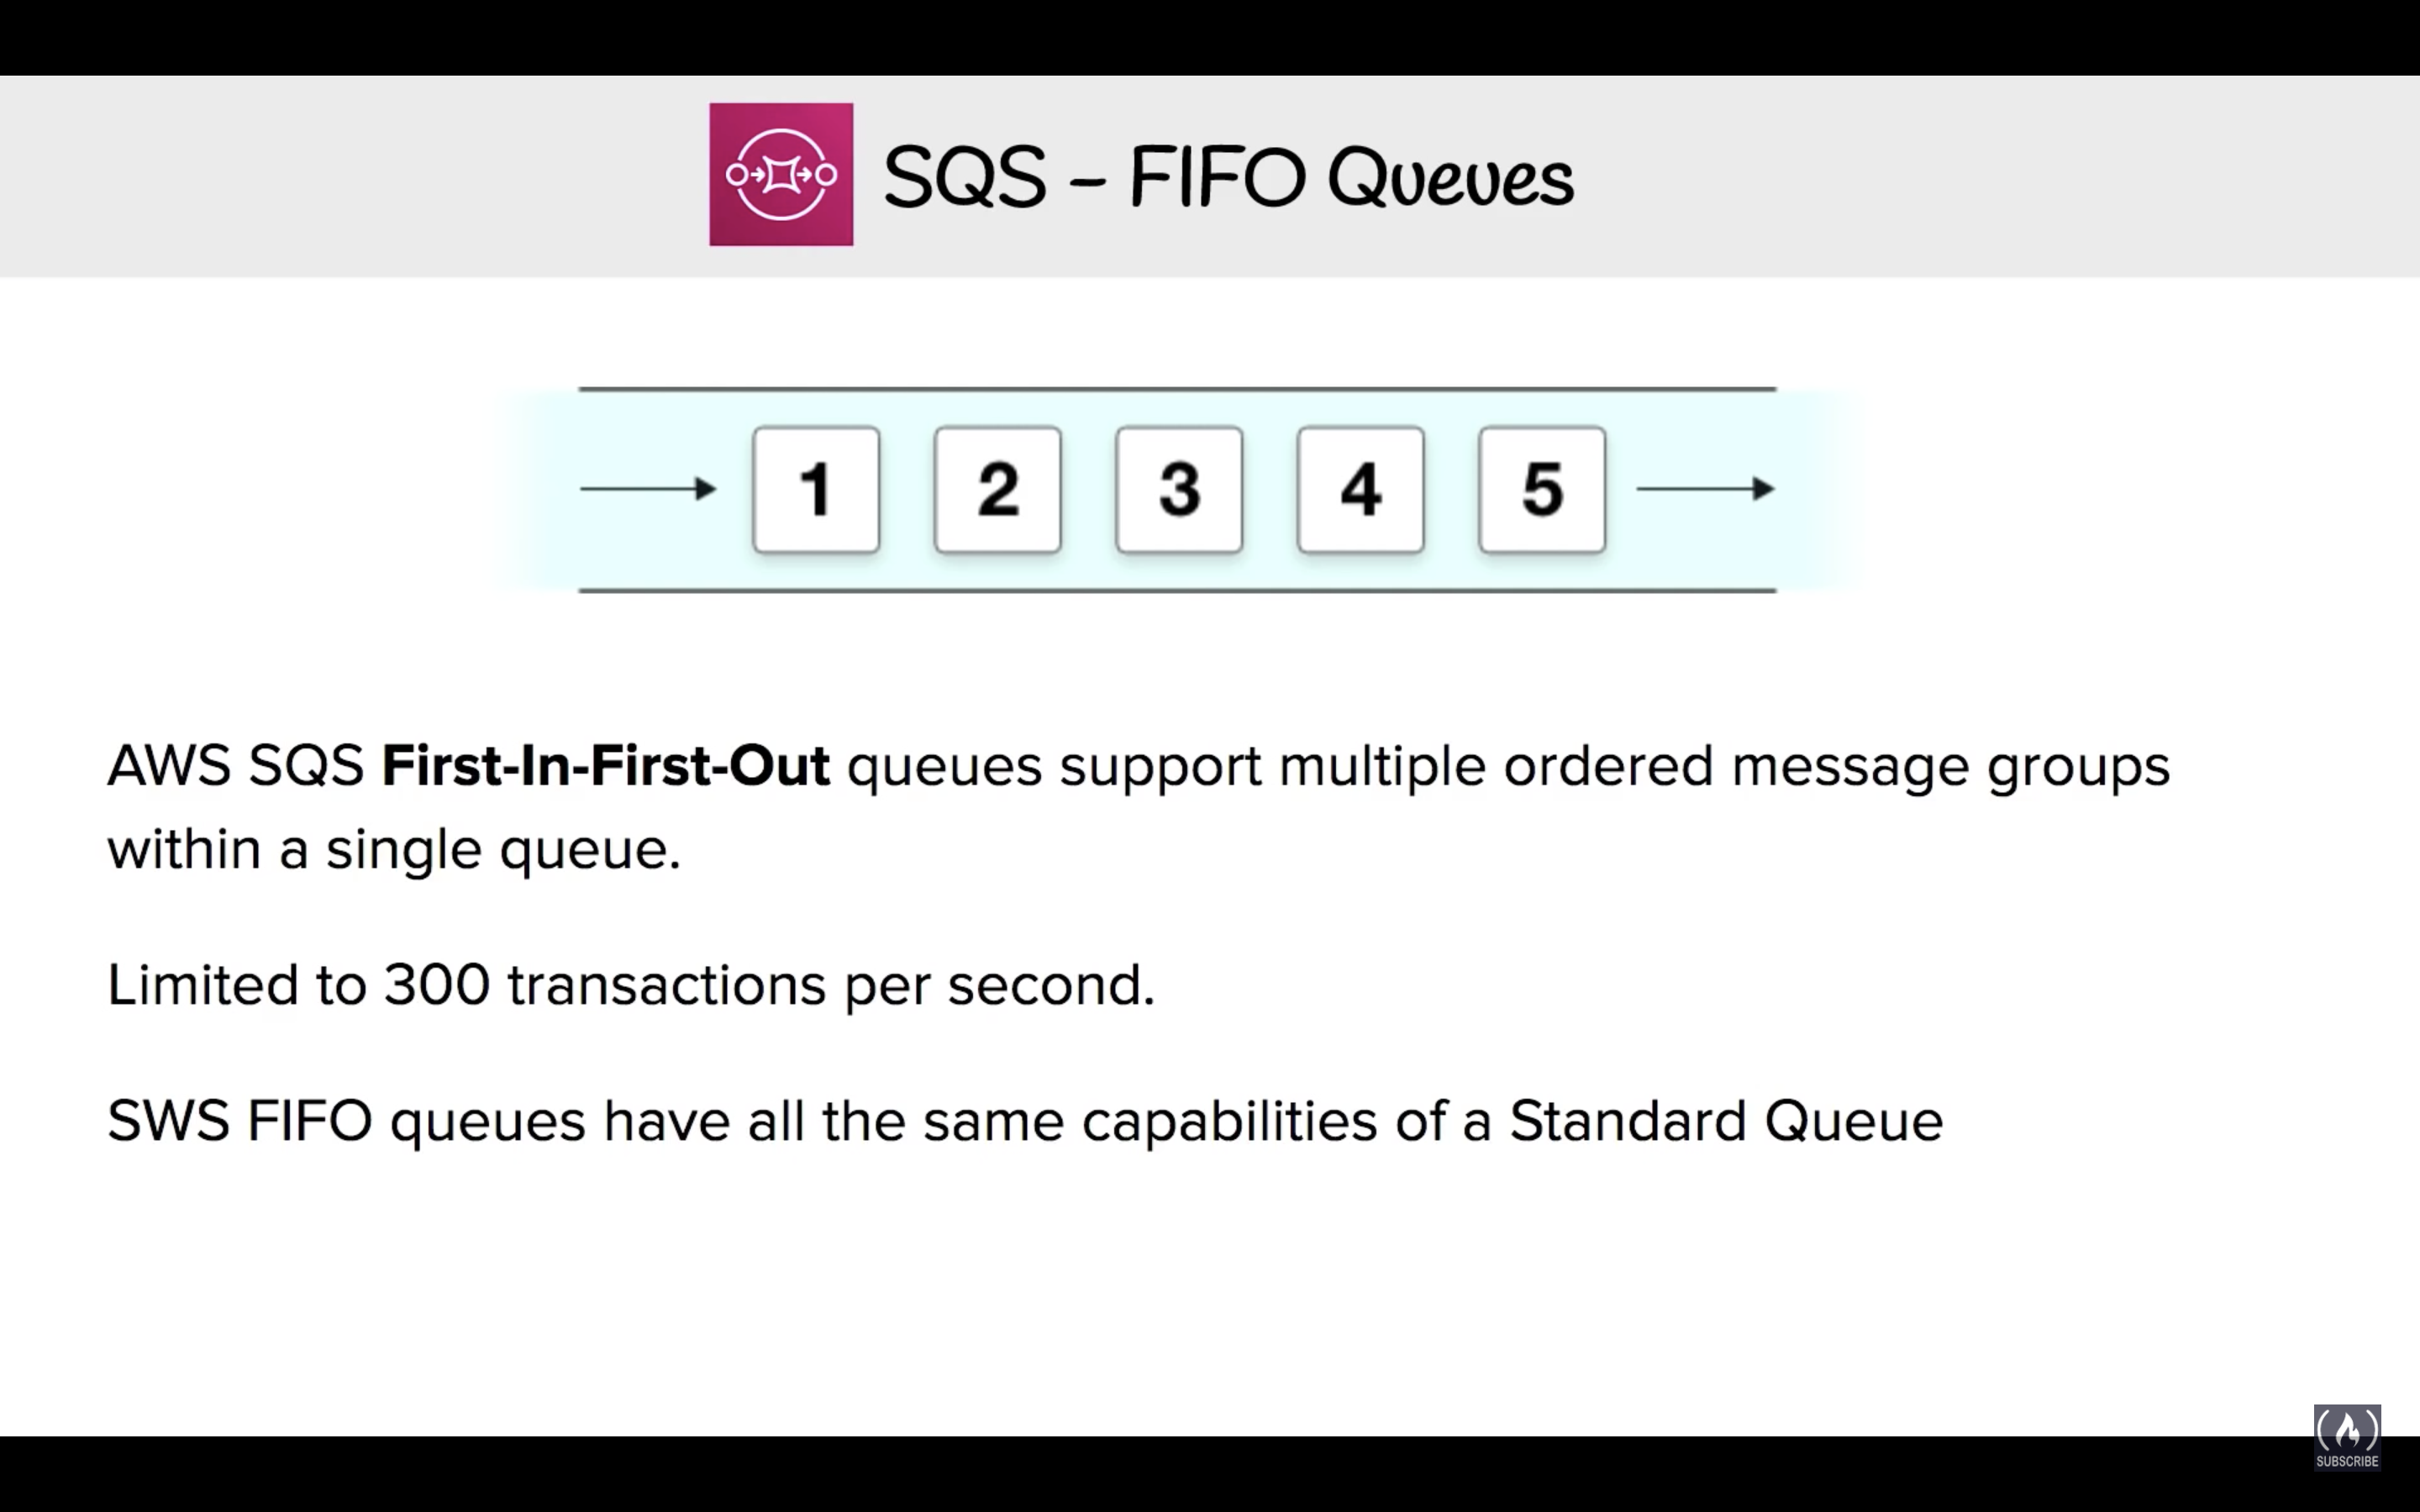 SQS – FIFO Queues
1 2 3 4 5
AWS SQS First-In-First-Out queues support multiple ordered message groups
within a single queue.
Limited to 300 transactions per second.
SWS FIFO queues have all the same capabilities of a Standard Queue
SUBSCRIBE